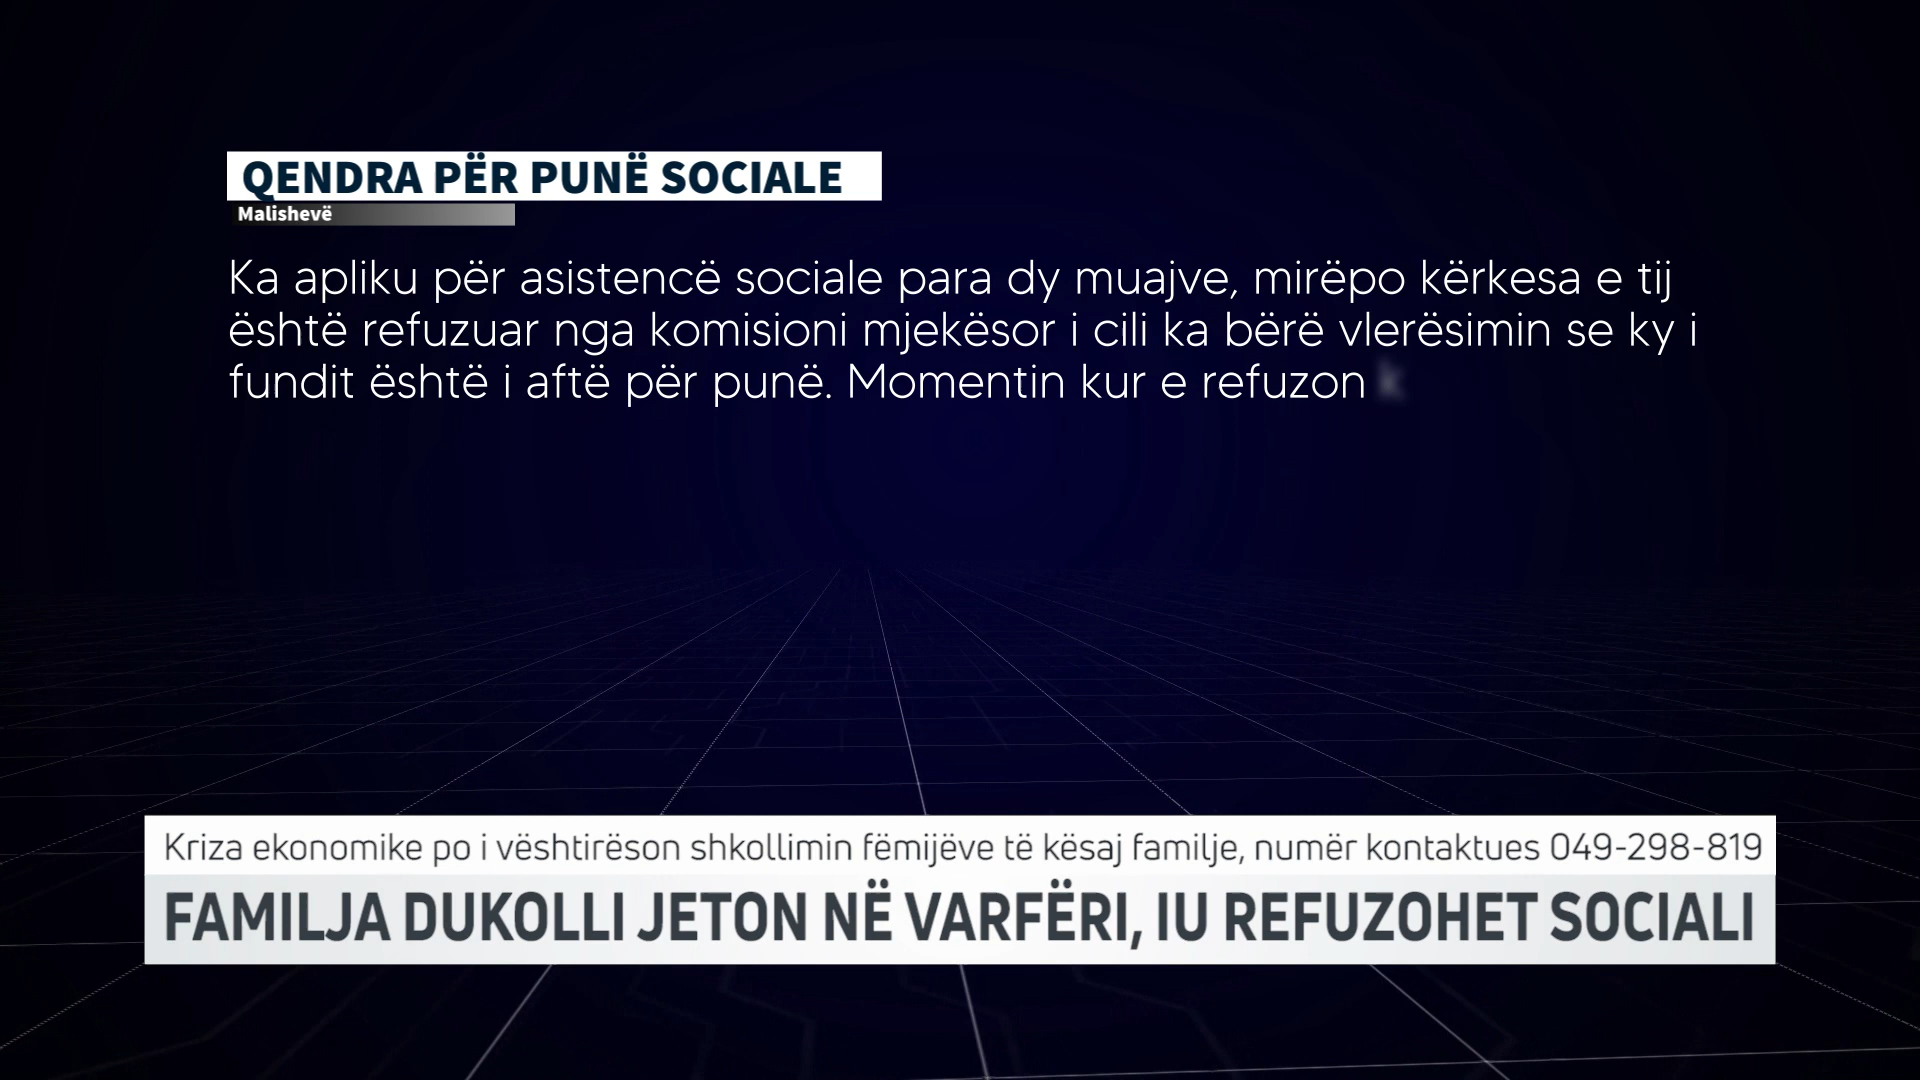 QENDRA PËR PUNË SOCIALE
Malishevë
Ka apliku për asistencë sociale para dy muajve, mirëpo kërkesa e tij
është refuzuar nga komisioni mjekësor i cili ka bërë vlerësimin se ky i
fundit është i aftë për punë. Momentin kur e refuzon
Kriza ekonomike po i vështirëson shkollimin fëmijëve të kësaj familje, numër kontaktues 049-298-819
FAMILJA DUKOLLI JETON NË VARFËRI, IU REFUZOHET SOCIALI